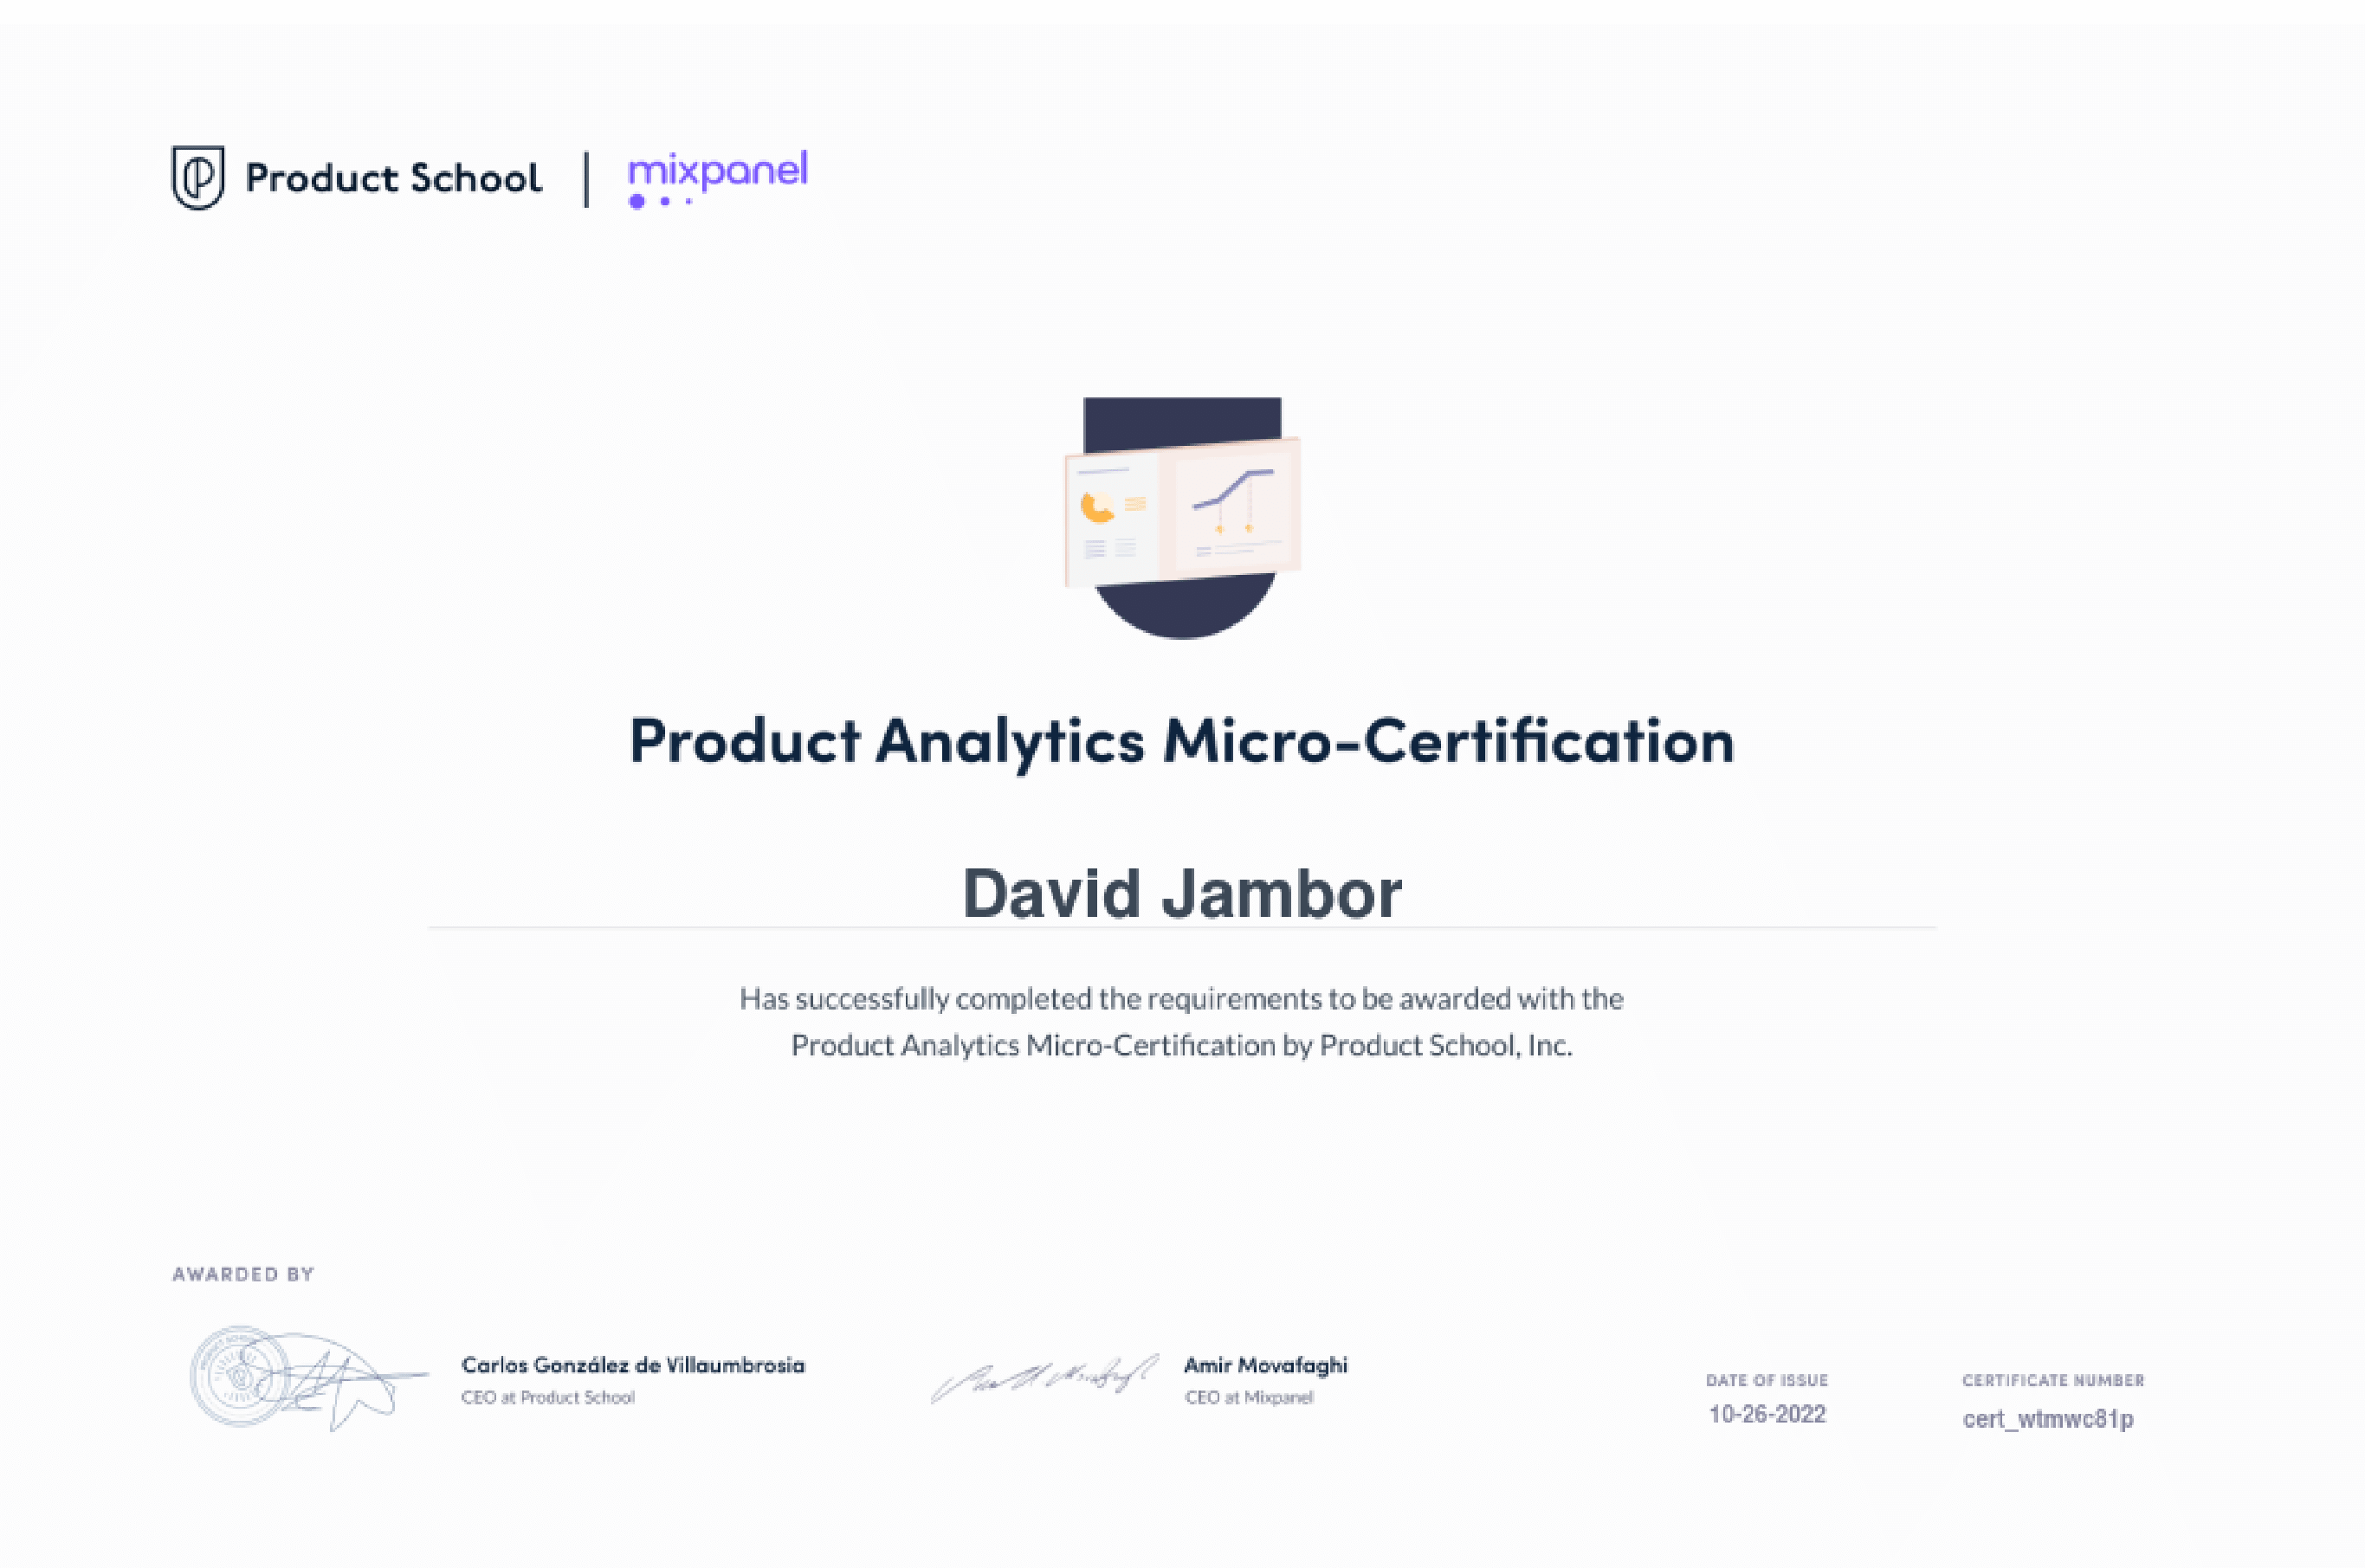 Product School | mixpanel
Product Analytics Micro-Certification
David Jambor
Has successfully completed the requirements to be awarded with the
Product Analytics Micro-Certification by Product School, Inc.
AWARDED BY
Carlos González de Villaumbrosia
CEO at Product School
Amir Movafaghi
CEO at Mixpanel
DATE OF ISSUE
10-26-2022
CERTIFICATE NUMBER
cert_wtmwc81p